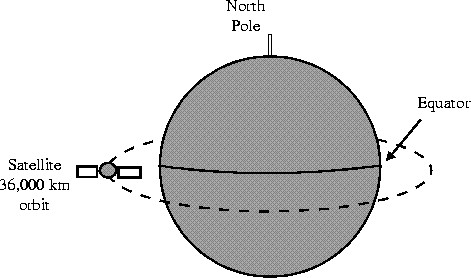 North
Pole
Equator
Satellite
36,000 km
orbit